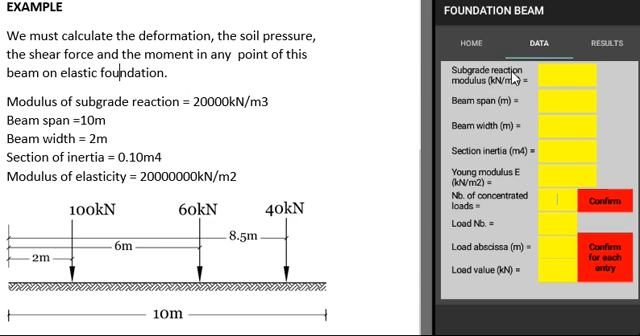 EXAMPLE
We must calculate the deformation, the soil pressure,
the shear force and the moment in any point of this
beam on elastic foundation.
Modulus of subgrade reaction = 20000kN/m3
Beam span =10m
Beam width = 2m
Section of inertia = 0.10m4
Modulus of elasticity = 20000000kN/m2
100kN 60kN 40kN
8.5m
6m
2m
10m
FOUNDATION BEAM
HOME DATA RESULTS
Subgrade reaction
modulus (kN/m3) =
Beam span (m) =
Beam width (m) =
Section inertia (m4) =
Young modulus E
(kN/m2) =
Nb. of concentrated
loads =
Confirm
Load Nb. =
Load abscissa (m) =
Load value (kN) =
Confirm
for each
entry